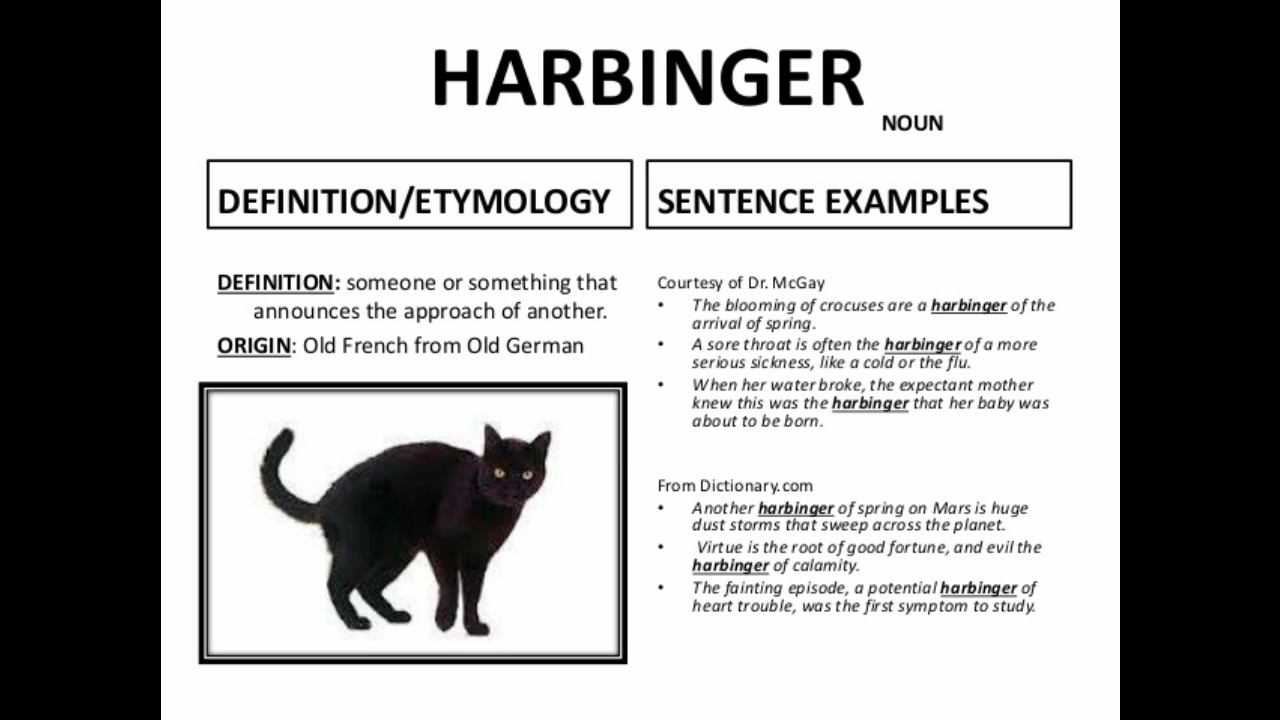 HARBINGER
NOUN
DEFINITION/ETYMOLOGY
DEFINITION: someone or something that
announces the approach of another.
ORIGIN: Old French from Old German
SENTENCE EXAMPLES
Courtesy of Dr. McGay
• The blooming of crocuses are a harbinger of the
arrival of spring.
• A sore throat is often the harbinger of a more
serious sickness, like a cold or the flu.
• When her water broke, the expectant mother
knew this was the harbinger that her baby was
about to be born.
From Dictionary.com
• Another harbinger of spring on Mars is huge
dust storms that sweep across the planet.
• Virtue is the root of good fortune, and evil the
harbinger of calamity.
• The fainting episode, a potential harbinger of
heart trouble, was the first symptom to study.